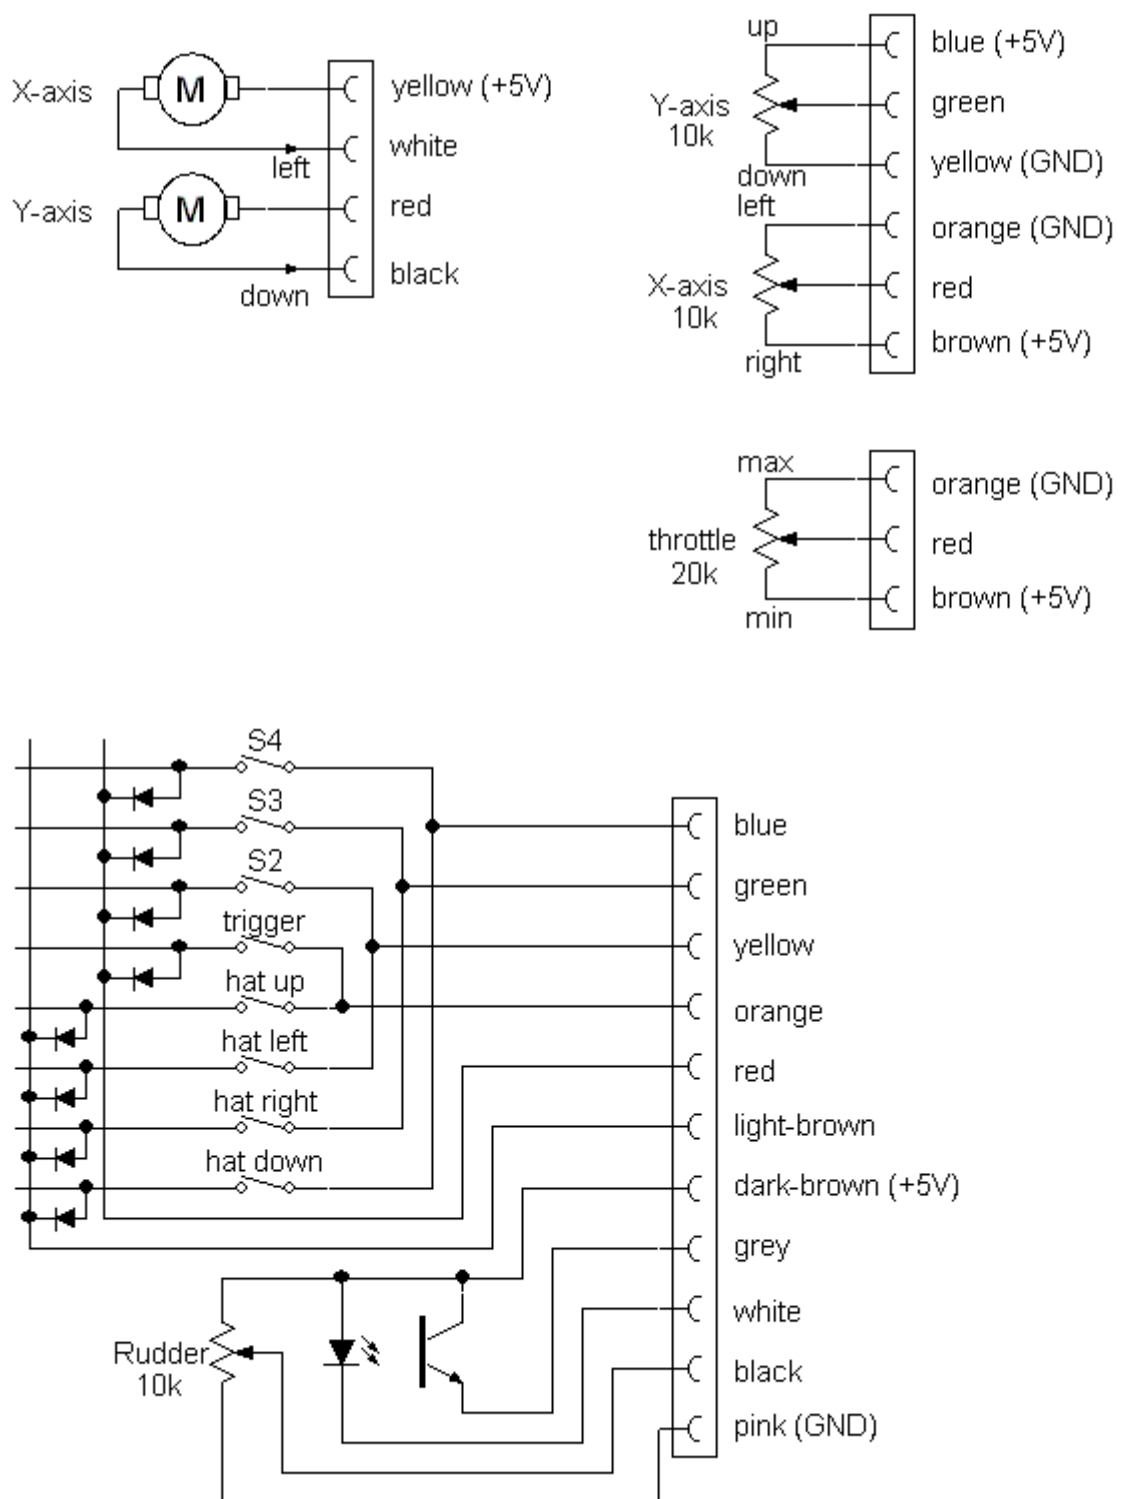 X-axis
M
yellow (+5V)
white
left
Y-axis
M
red
black
down
up
Y-axis
10k
down
blue (+5V)
green
yellow (GND)
left
X-axis
10k
right
orange (GND)
red
brown (+5V)
max
throttle
20k
min
orange (GND)
red
brown (+5V)
S4
S3
S2
trigger
hat up
hat left
hat right
hat down
blue
green
yellow
orange
red
light-brown
dark-brown (+5V)
grey
white
black
pink (GND)
Rudder
10k